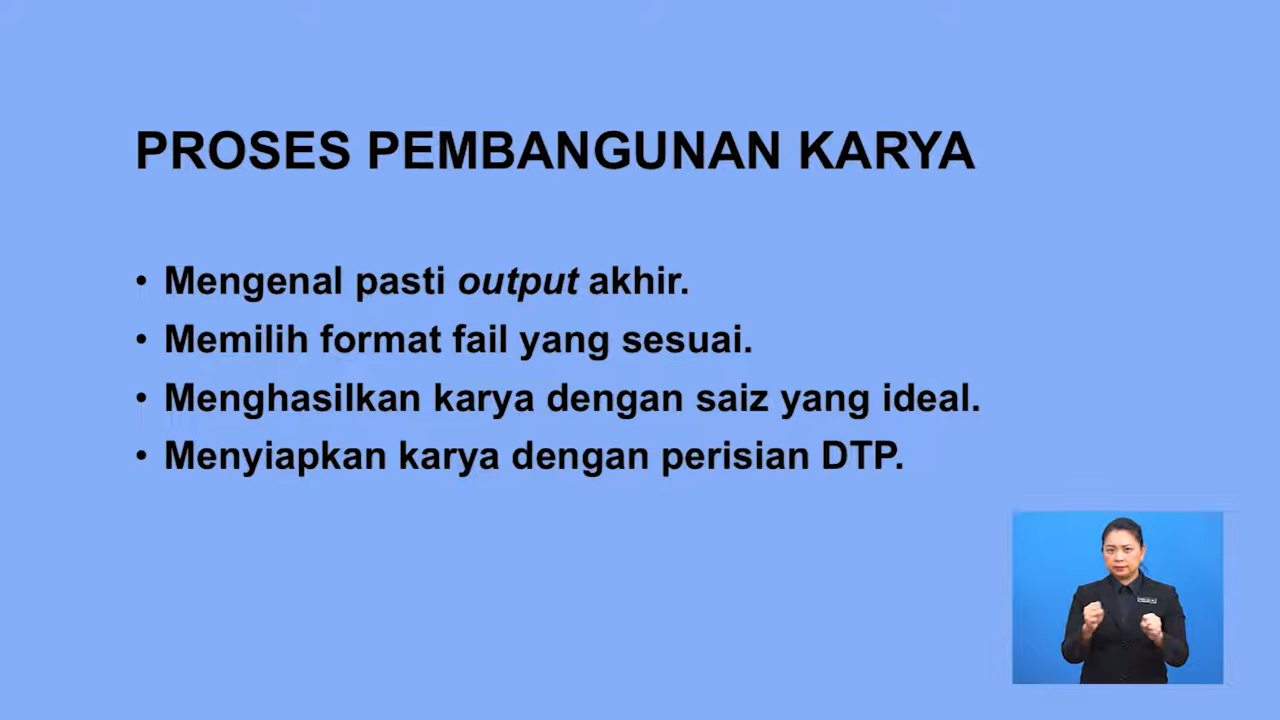 PROSES PEMBANGUNAN KARYA
• Mengenal pasti output akhir.
• Memilih format fail yang sesuai.
• Menghasilkan karya dengan saiz yang ideal.
• Menyiapkan karya dengan perisian DTP.